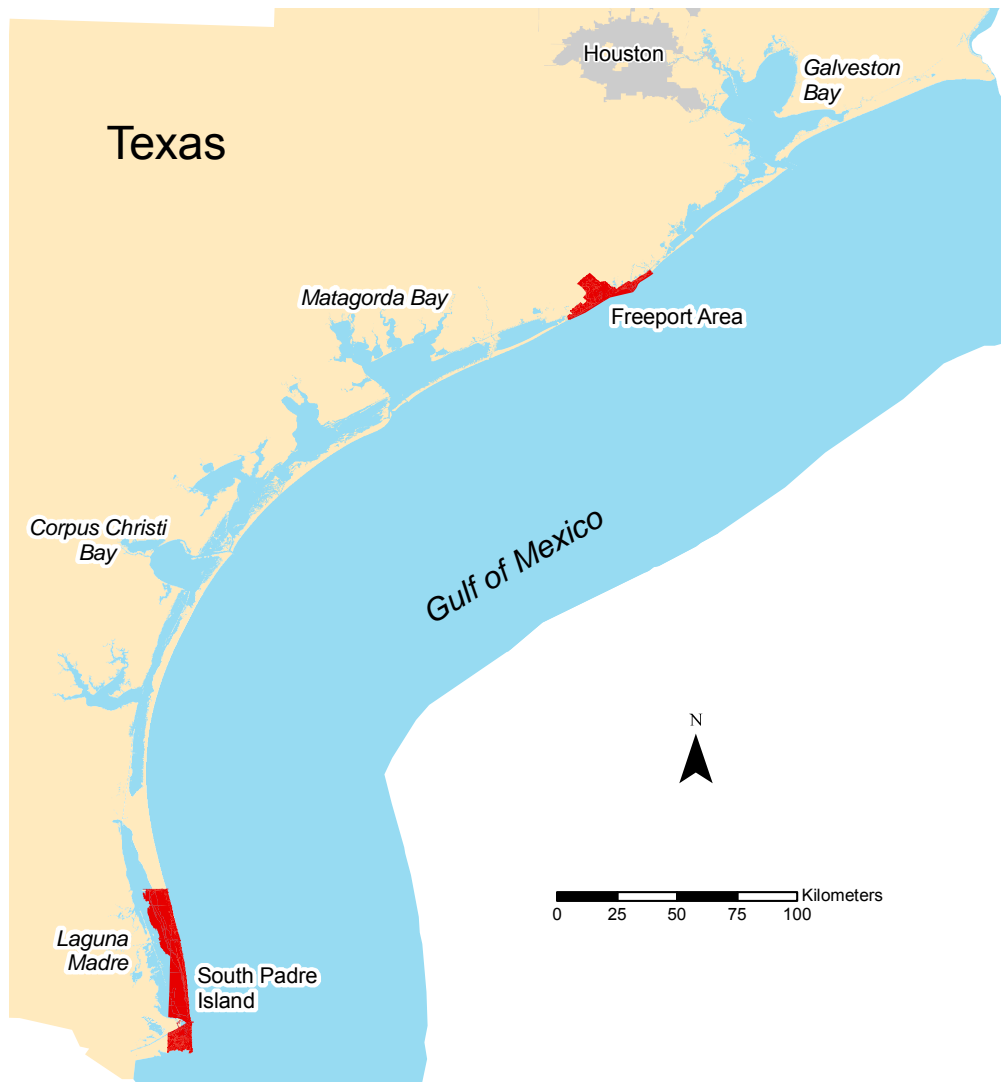 Houston
Galveston
Bay
Texas
Matagorda Bay
Freeport Area
Corpus Christi
Bay
Gulf of Mexico
N
Kilometers
0 25 50 75 100
Laguna
Madre
South Padre
Island